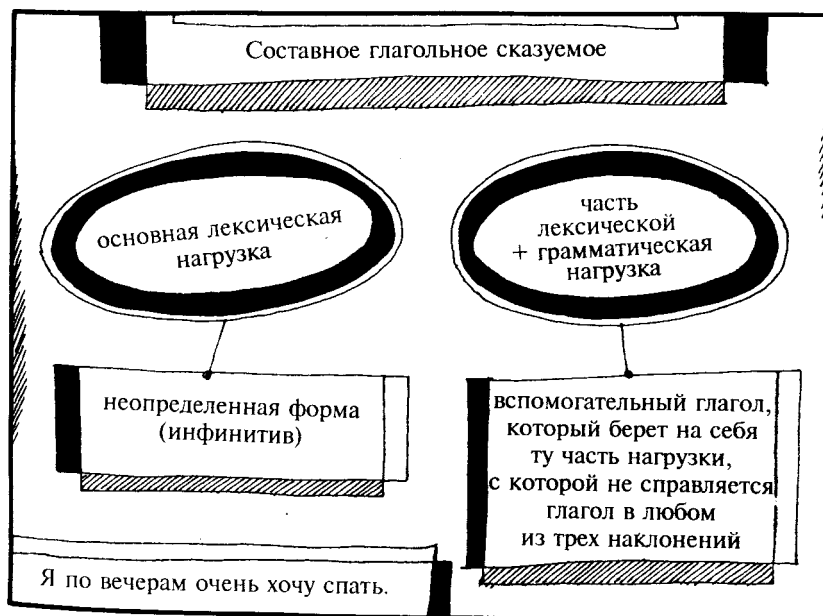 Составное глагольное сказуемое
основная лексическая
нагрузка
часть
лексической
+ грамматическая
нагрузка
неопределенная форма
(инфинитив)
вспомогательный глагол,
который берет на себя
ту часть нагрузки,
с которой не справляется
глагол в любом
из трех наклонений
Я по вечерам очень хочу спать.